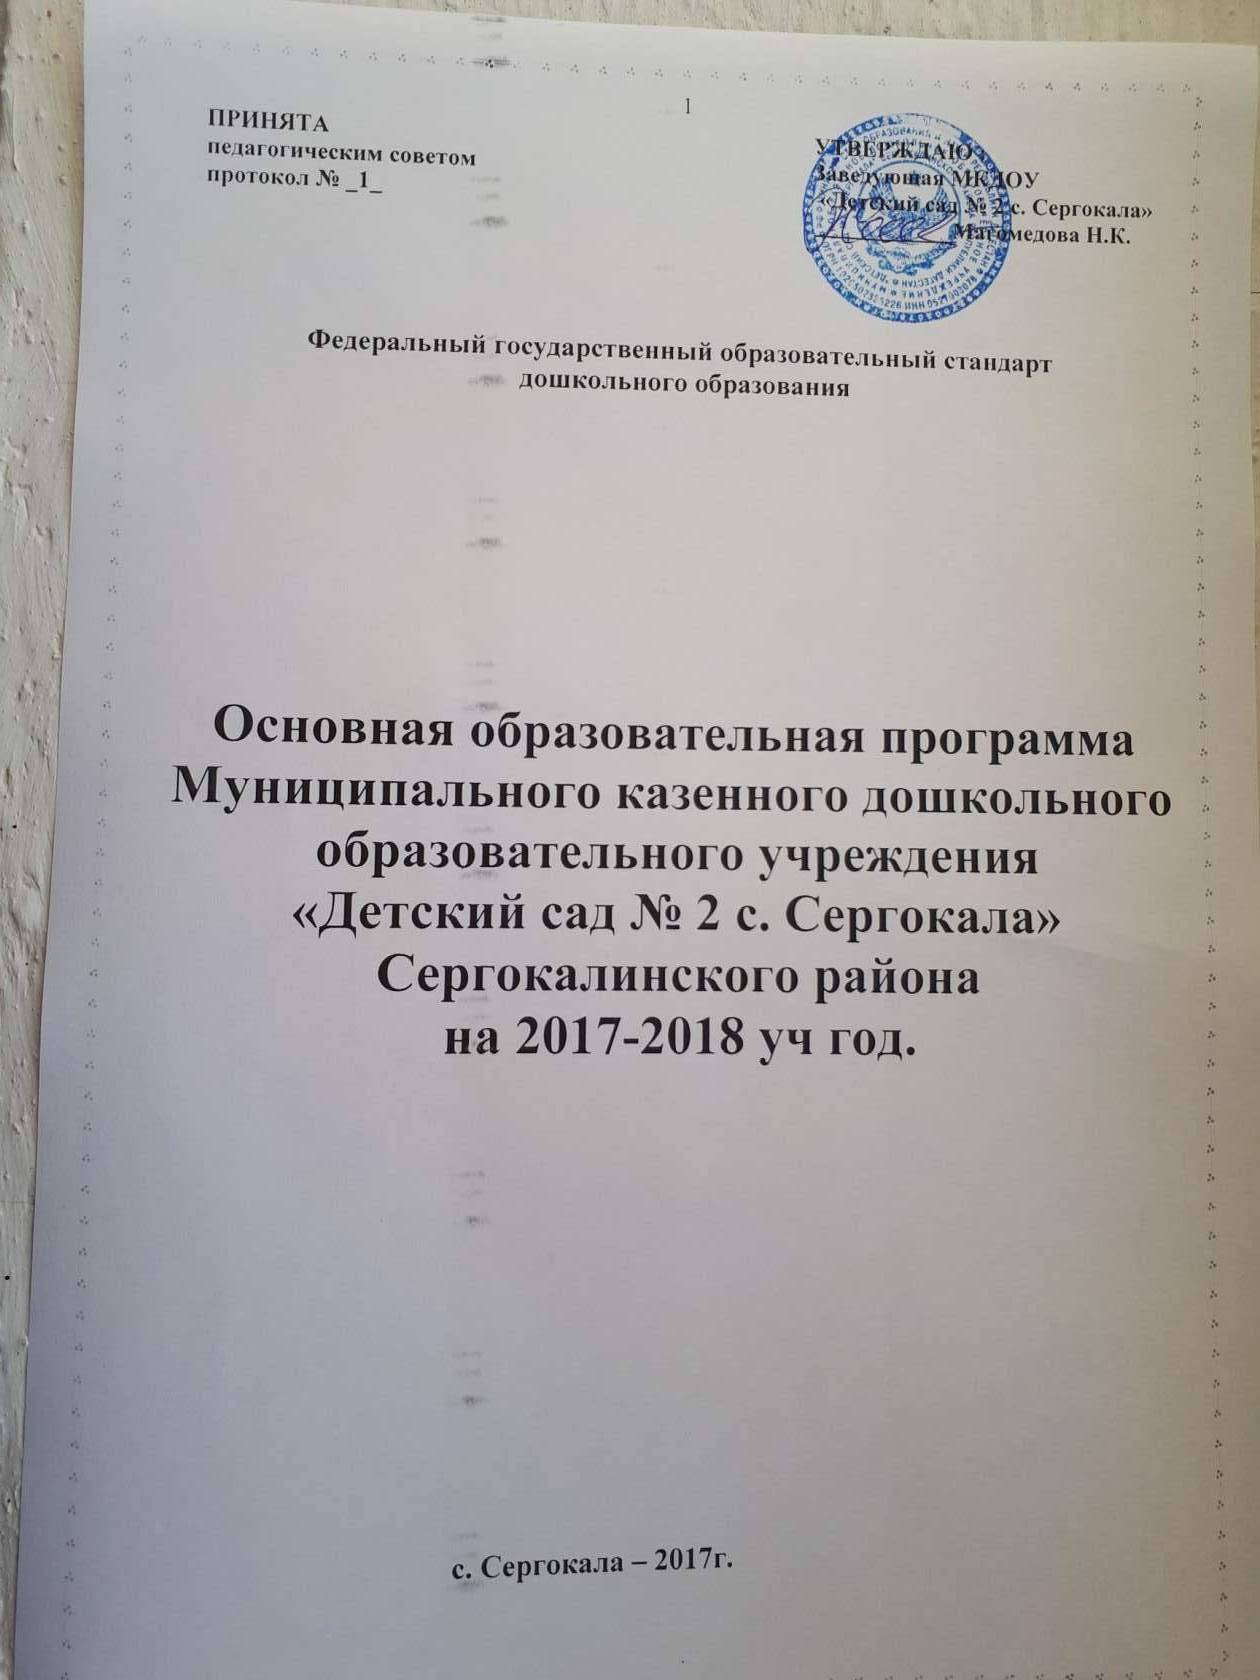 1
ПРИНЯТА
педагогическим советом
протокол № _1_
УТВЕРЖДАЮ
Заведующая МКДОУ
«Детский сад № 2 с. Сергокала»
Магомедова Н.К.
Федеральный государственный образовательный стандарт
дошкольного образования
Основная образовательная программа
Муниципального казенного дошкольного
образовательного учреждения
«Детский сад № 2 с. Сергокала»
Сергокалинского района
на 2017-2018 уч год.
с. Сергокала – 2017г.